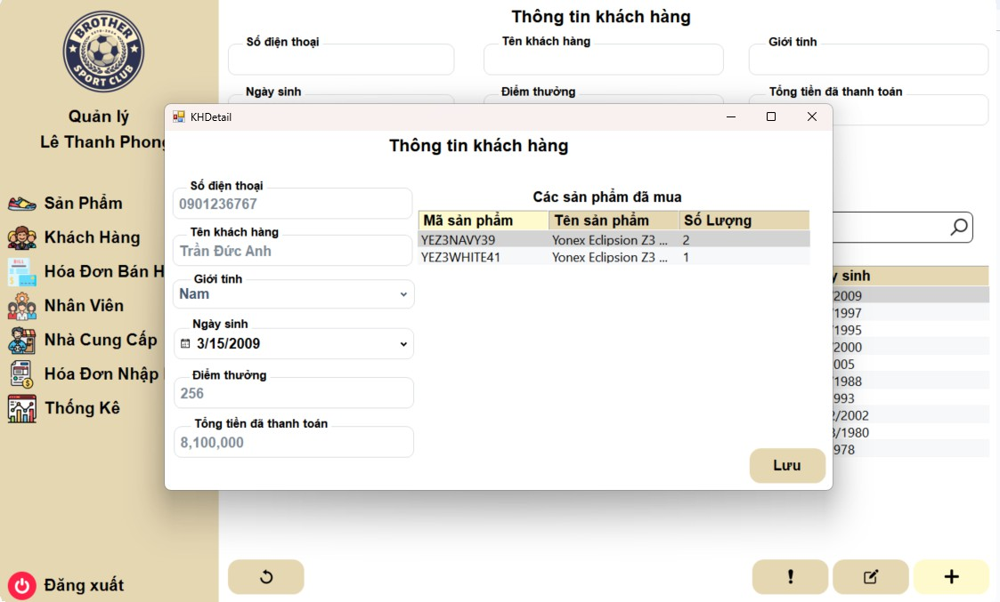 BROTHER
SPORT CLUB
Quản lý
Lê Thanh Phong
Sản Phẩm
Khách Hàng
Hóa Đơn Bán H
Nhân Viên
Nhà Cung Cấp
Hóa Đơn Nhập
Thống Kê
Đăng xuất
Thông tin khách hàng
Số điện thoại
Tên khách hàng
Giới tính
Ngày sinh
Điểm thưởng
Tổng tiền đã thanh toán
KHDetail
Thông tin khách hàng
Số điện thoại
0901236767
Tên khách hàng
Trần Đức Anh
Giới tính
Nam
Ngày sinh
3/15/2009
Điểm thưởng
256
Tổng tiền đã thanh toán
8,100,000
Các sản phẩm đã mua
Mã sản phẩm Tên sản phẩm Số Lượng
YEZ3NAVY39 Yonex Eclipsion Z3 ... 2
YEZ3WHITE41 Yonex Eclipsion Z3 ... 1
Lưu
y sinh
/2009
/1997
/1995
/2000
005
/1988
993
2/2002
3/1980
978